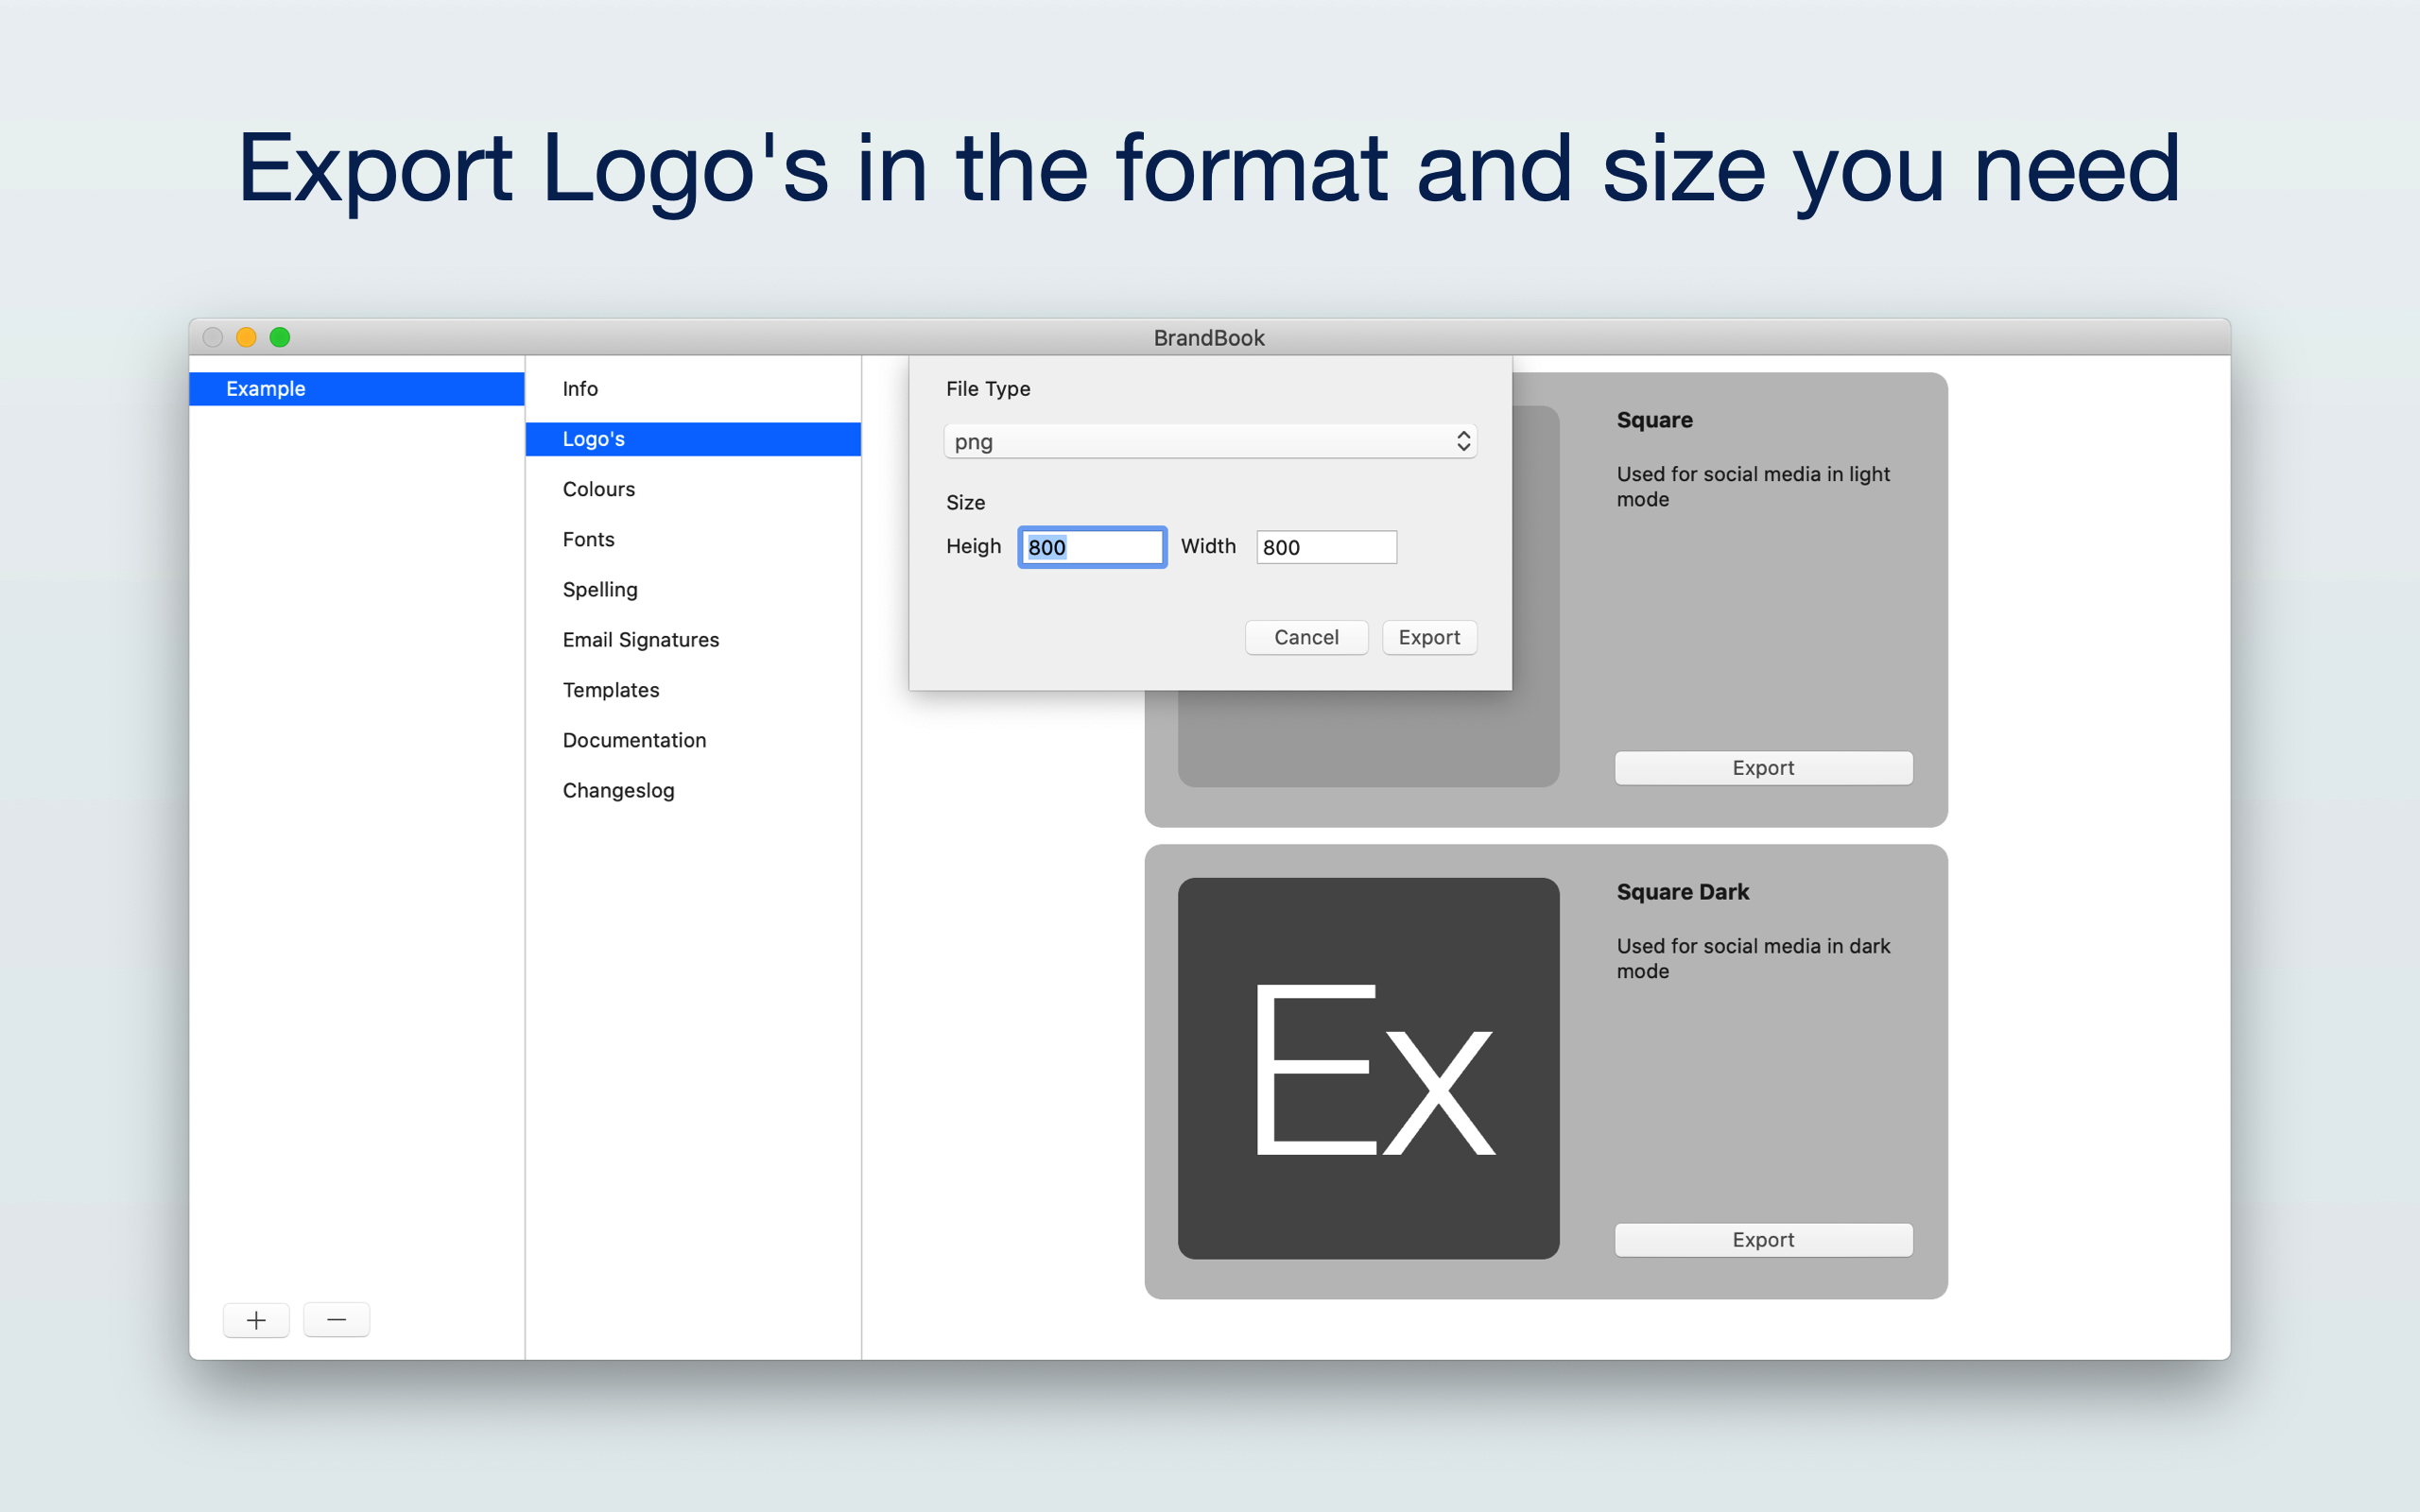 Export Logo's in the format and size you need
BrandBook
Example
Info
Logo's
Colours
Fonts
Spelling
Email Signatures
Templates
Documentation
Changeslog
File Type
png
Size
Heigh 800 Width 800
Cancel Export
Square
Used for social media in light
mode
Export
Ex
Square Dark
Used for social media in dark
mode
Export